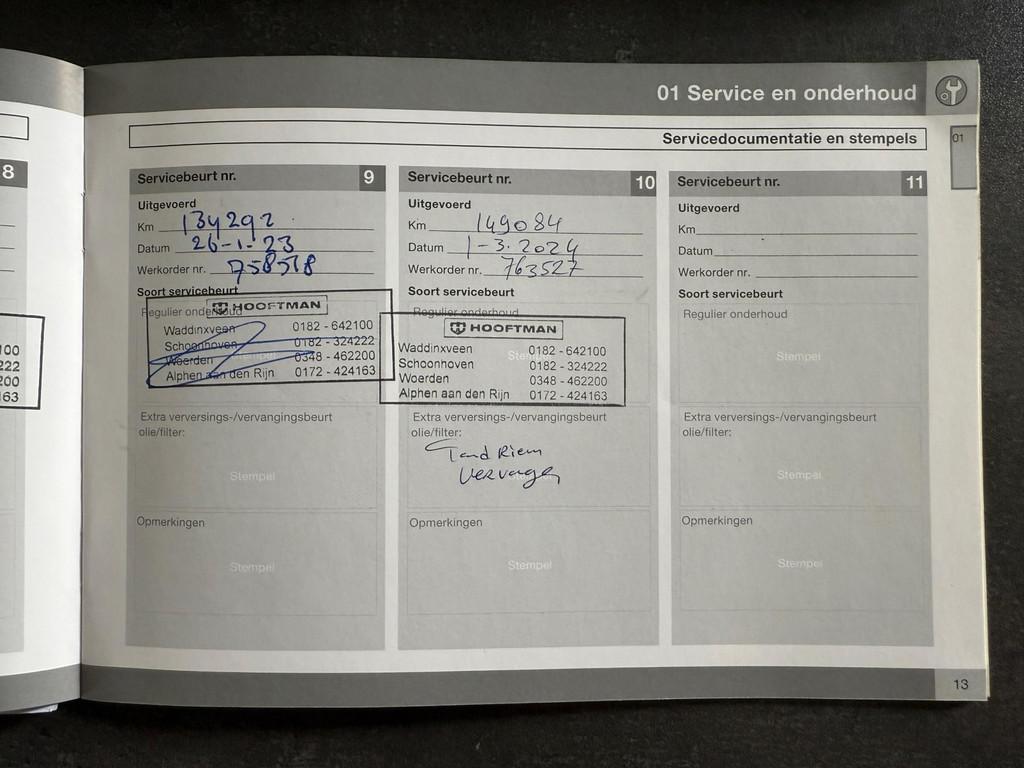 01 Service en onderhoud
01
Servicedocumentatie en stempels
8
100
222
200
163
Servicebeurt nr. 9
Uitgevoerd
Km 134292
Datum 26-1-23
Werkorder nr. 758518
Soort servicebeurt
Regulier onderhoud
HOOFTMAN
Waddinxveen 0182 - 642100
Schoonhoven 0182 - 324222
Woerden 0348 - 462200
Alphen aan den Rijn 0172 - 424163
Stempel
Extra verversings-/vervangingsbeurt
olie/filter:
Stempel
Opmerkingen
Stempel
Servicebeurt nr. 10
Uitgevoerd
Km 149084
Datum 1-3-2024
Werkorder nr. 763527
Soort servicebeurt
Regulier onderhoud
HOOFTMAN
Waddinxveen 0182 - 642100
Schoonhoven 0182 - 324222
Woerden 0348 - 462200
Alphen aan den Rijn 0172 - 424163
Extra verversings-/vervangingsbeurt
olie/filter:
Tand Riem
Stempel
Opmerkingen
Stempel
Servicebeurt nr. 11
Uitgevoerd
Km
Datum
Werkorder nr.
Soort servicebeurt
Regulier onderhoud
Stempel
Extra verversings-/vervangingsbeurt
olie/filter:
Stempel
Opmerkingen
Stempel
13